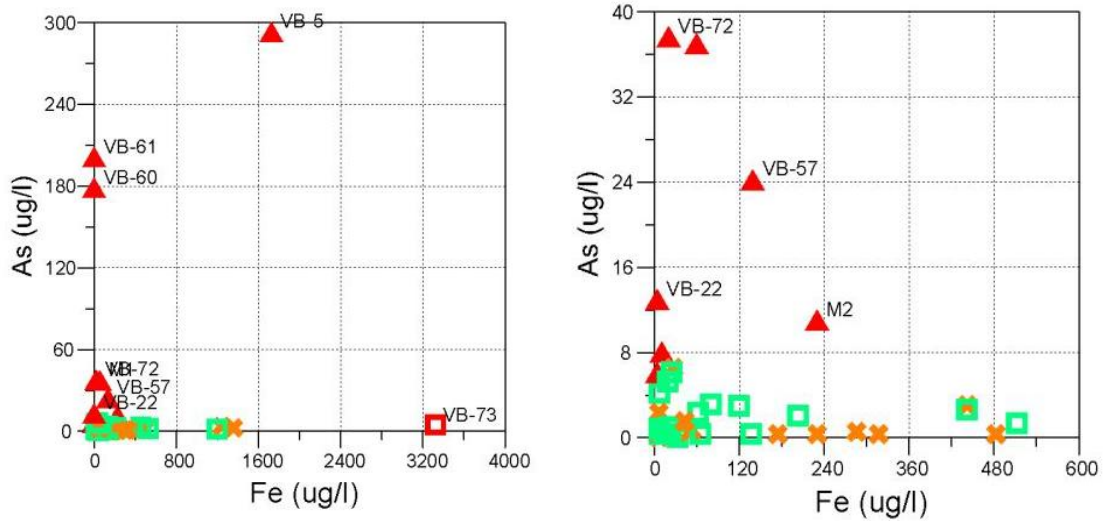 300
240
180
120
60
0
As (ug/l)
VB-5
VB-61
VB-60
VB-72
VB-57
VB-22
VB-73
0 800 1600 2400 3200 4000
Fe (ug/l)
40
32
24
16
8
0
As (ug/l)
VB-72
VB-57
VB-22
M2
0 120 240 360 480 600
Fe (ug/l)